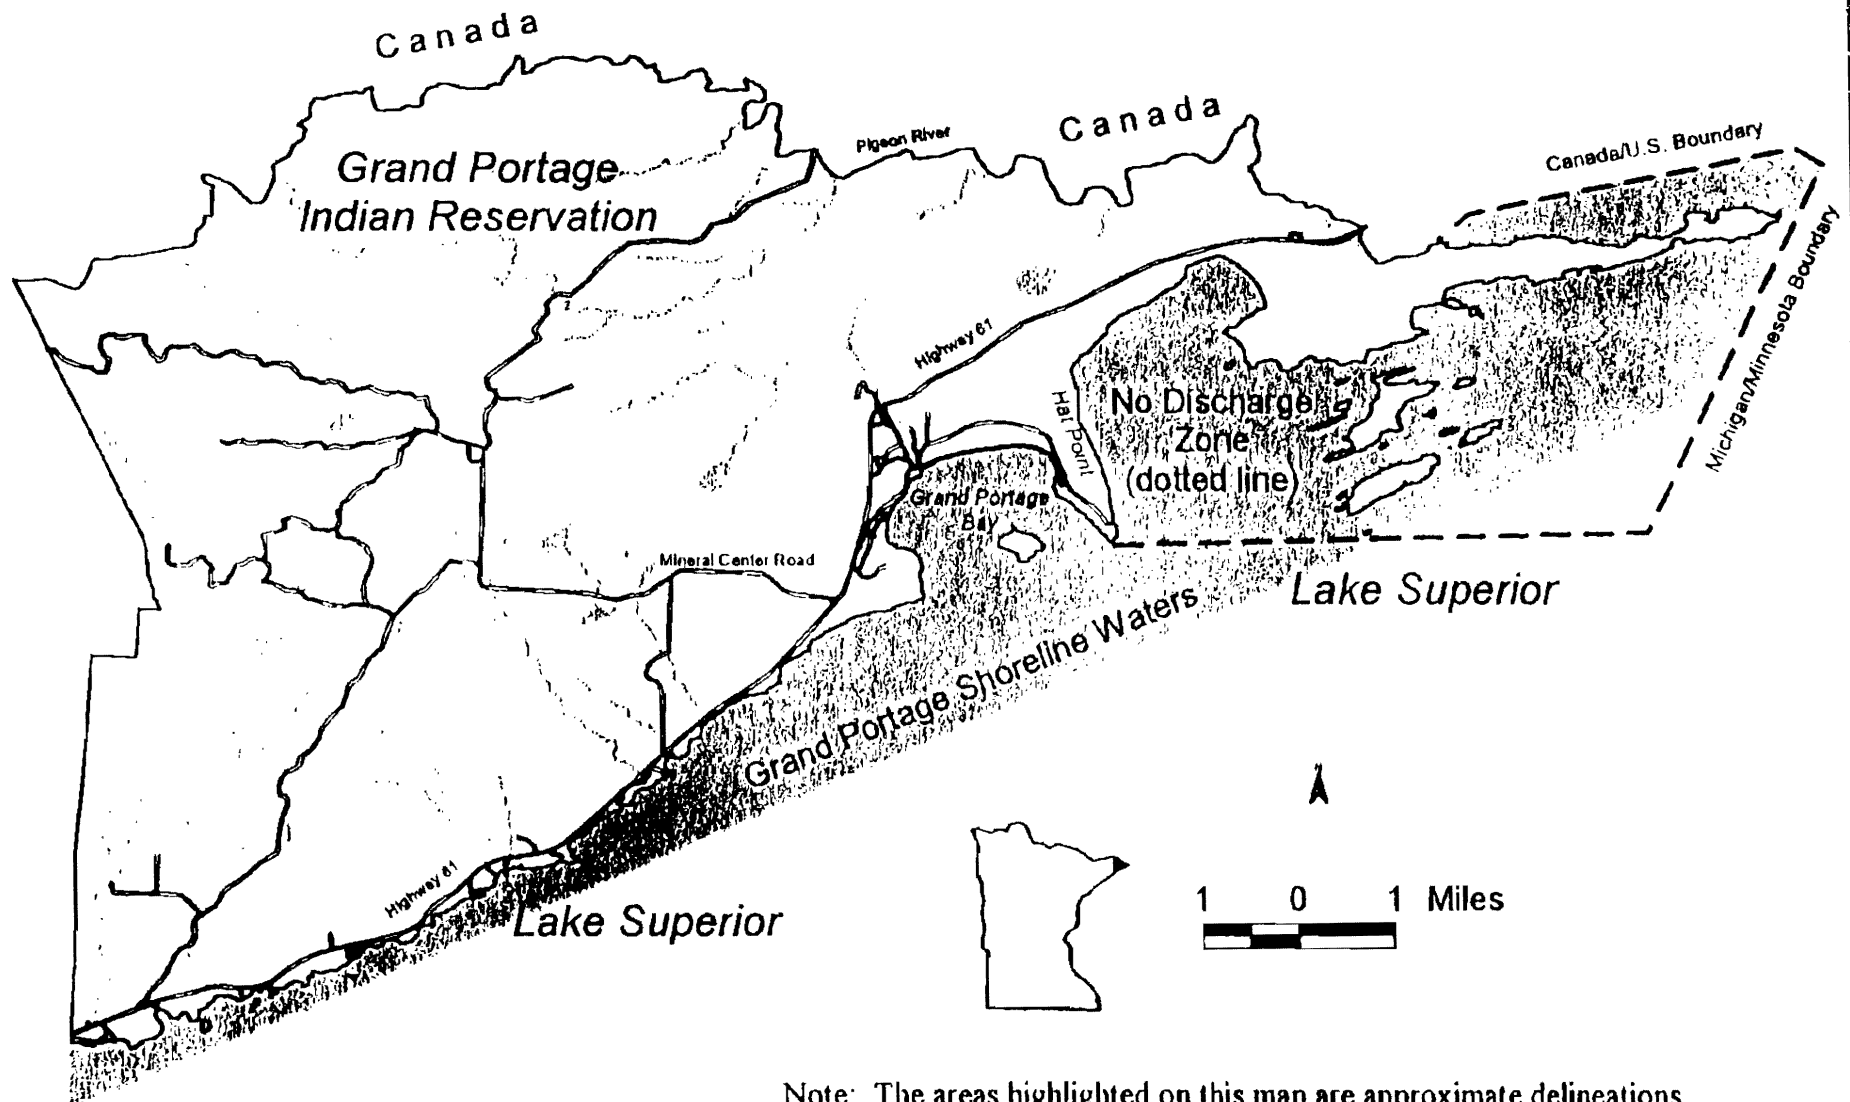 Canada
Canada
Pigeon River
Canada/U.S. Boundary
Grand Portage
Indian Reservation
Michigan/Minnesota Boundary
Highway 61
Hat Point
No Discharge
Zone
(dotted line)
Grand Portage
Bay
Mineral Center Road
Lake Superior
Grand Portage Shoreline Waters
Highway 61
Lake Superior
1 0 1 Miles
Note: The areas highlighted on this map are approximate delineations